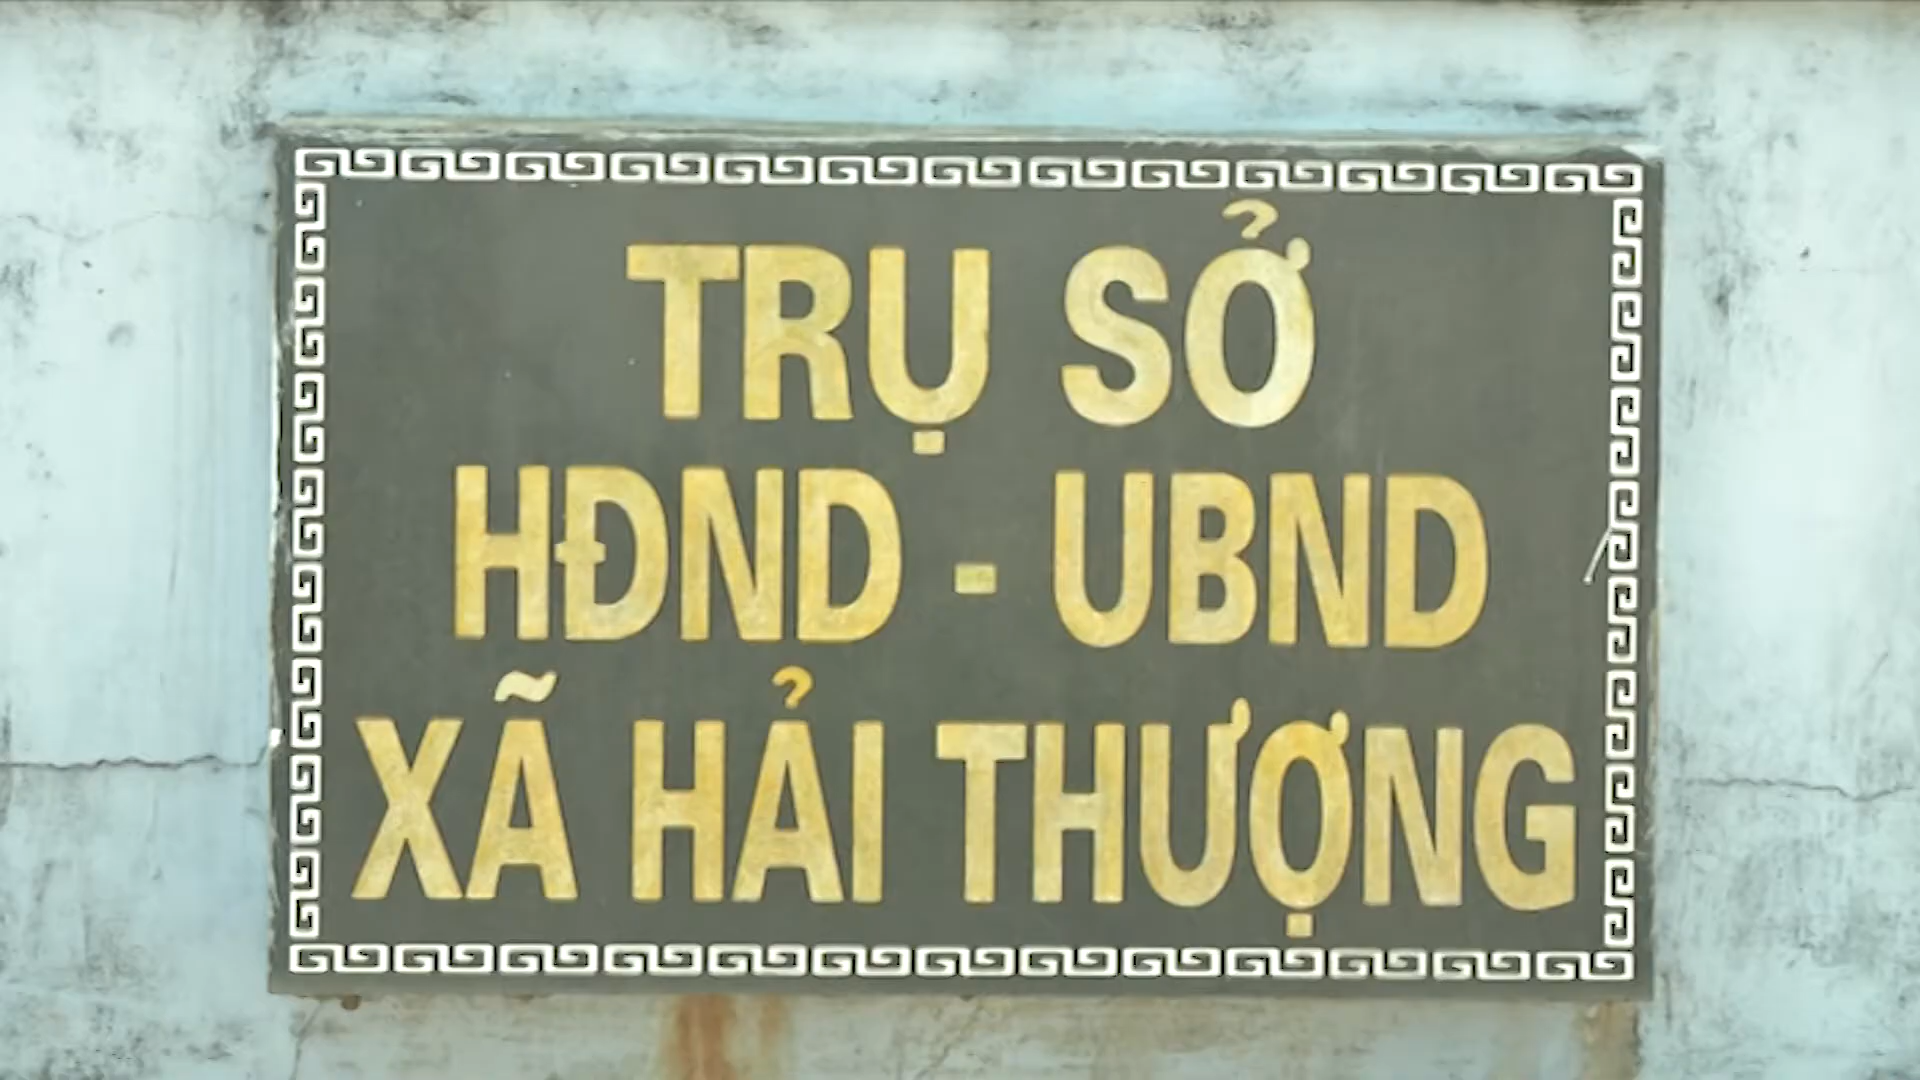 TRỤ SỞ
HĐND - UBND
XÃ HẢI THƯỢNG